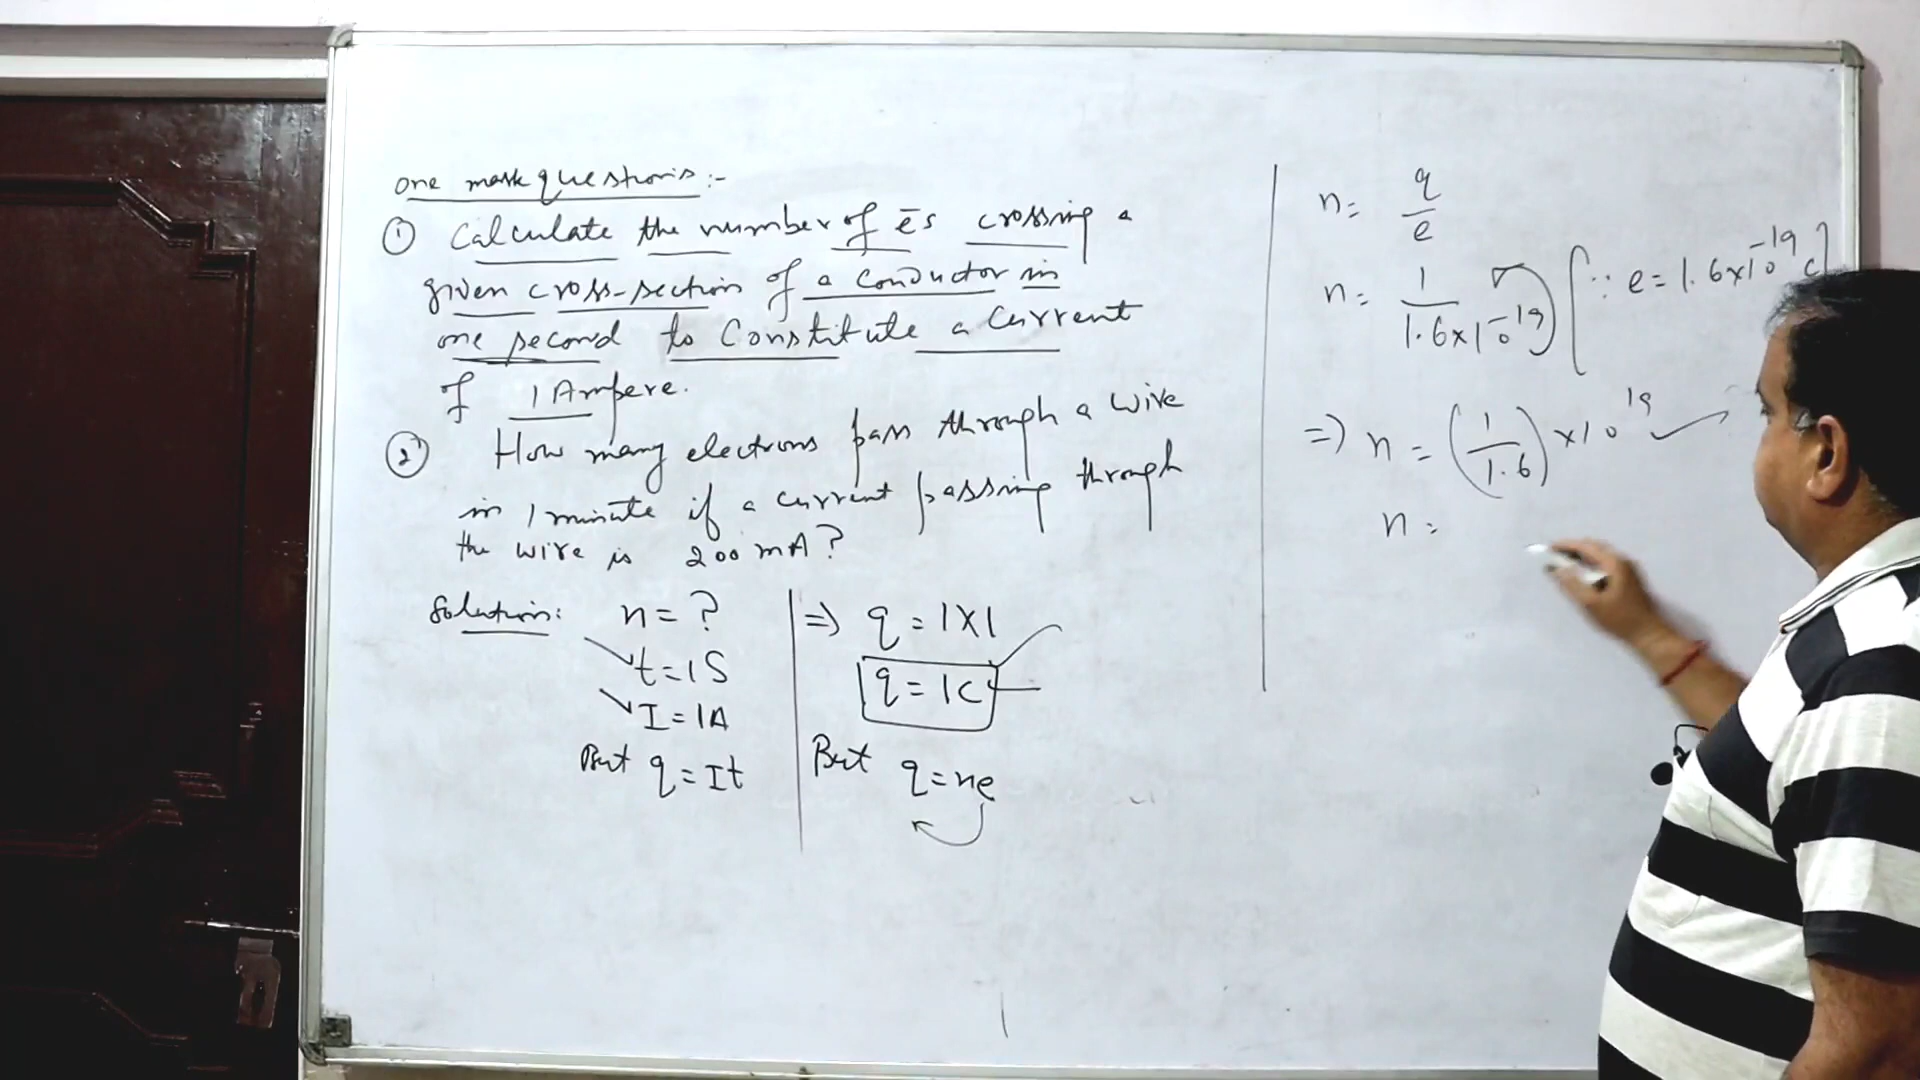 one mark questions:-
① Calculate the number of ēs crossing a
given cross-section of a conductor in
one second to constitute a current
of 1 Ampere.
② How many electrons pass through a wire
in 1 minute if a current passing through
the wire is 200 mA?
Solution: n = ?
t = 1 S
I = 1A
But q = It
=> q = 1×1
q = 1C
But q = ne
n = q/e
n = 1/1.6×10⁻¹⁹ [∵ e = 1.6×10⁻¹⁹ C]
=> n = (1/1.6) ×10¹⁹
n =